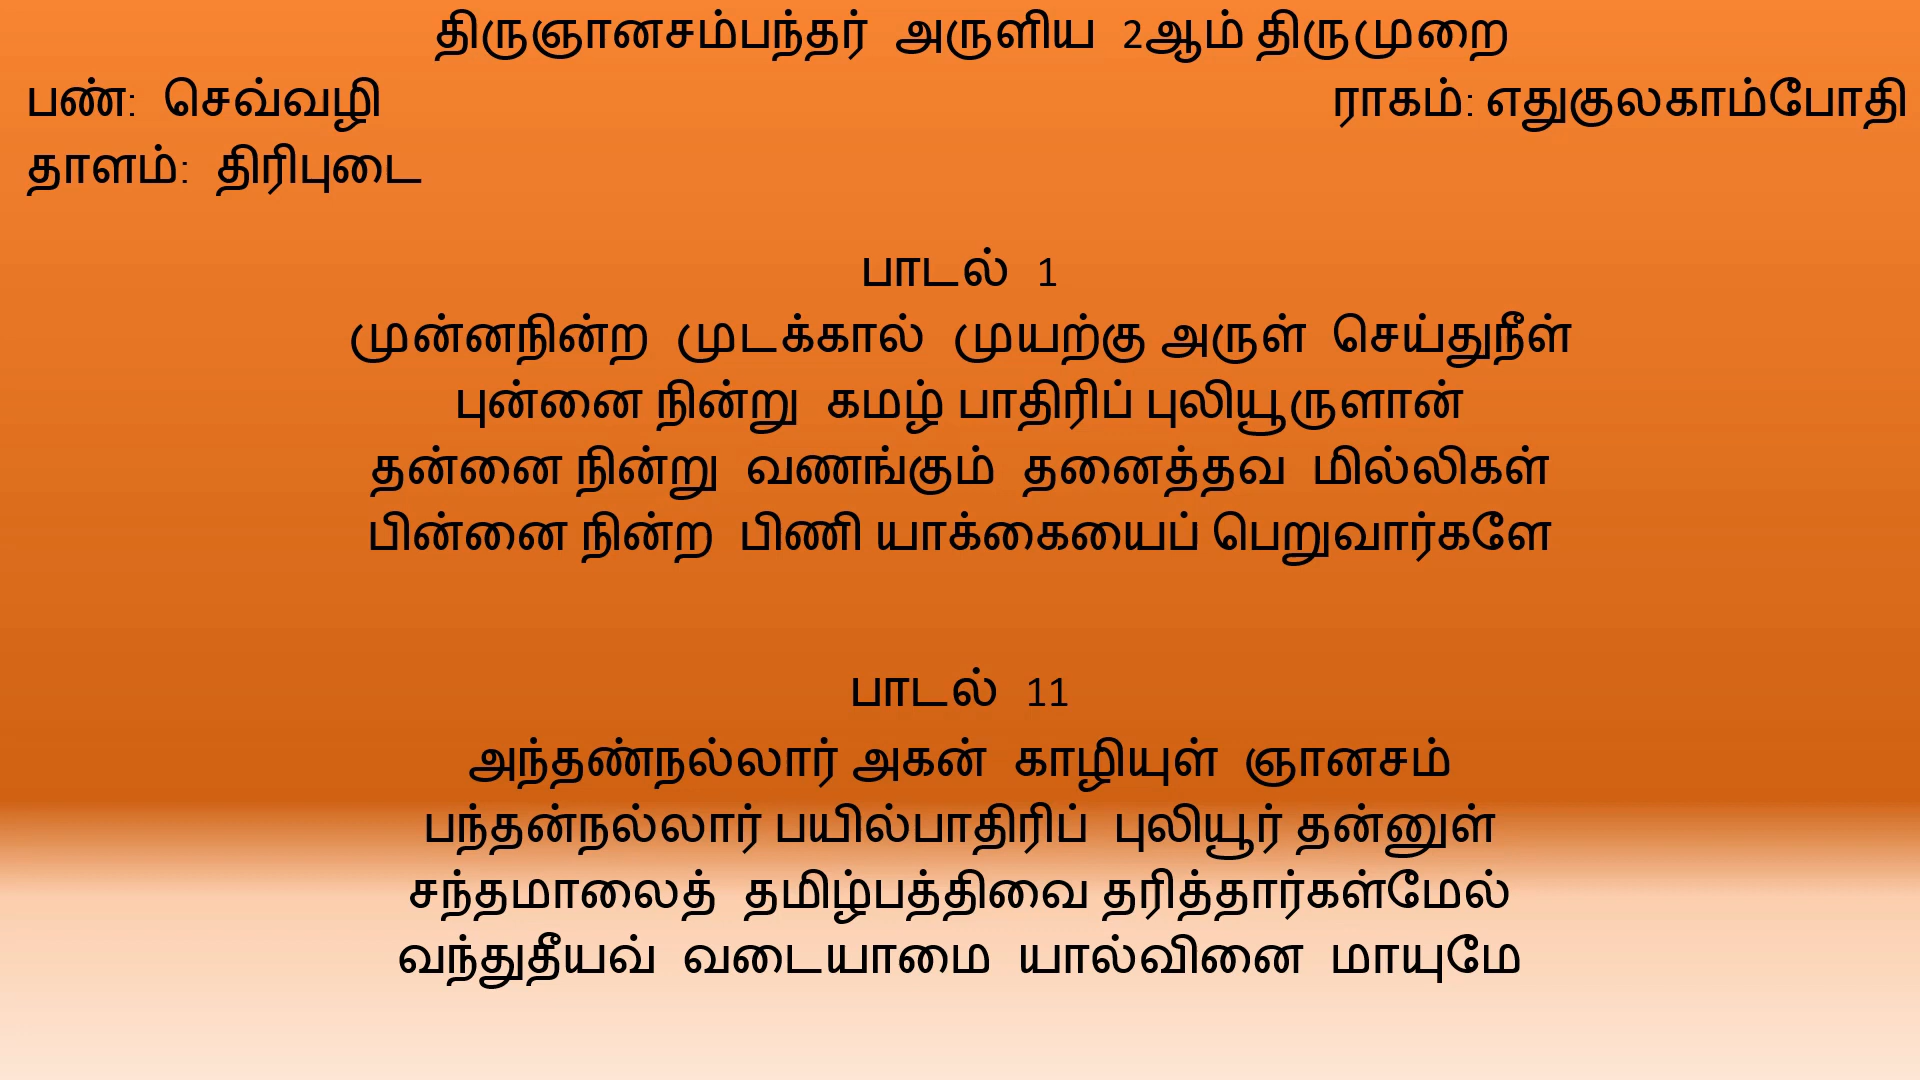 திருஞானசம்பந்தர் அருளிய 2ஆம் திருமுறை
பண்: செவ்வழி ராகம்: எதுகுலகாம்போதி
தாளம்: திரிபுடை
பாடல் 1
முன்னநின்ற முடக்கால் முயற்கு அருள் செய்துநீள்
புன்னை நின்று கமழ் பாதிரிப் புலியூருளான்
தன்னை நின்று வணங்கும் தனைத்தவ மில்லிகள்
பின்னை நின்ற பிணி யாக்கையைப் பெறுவார்களே
பாடல் 11
அந்தண்நல்லார் அகன் காழியுள் ஞானசம்
பந்தன்நல்லார் பயில்பாதிரிப் புலியூர் தன்னுள்
சந்தமாலைத் தமிழ்பத்திவை தரித்தார்கள்மேல்
வந்துதீயவ் வடையாமை யால்வினை மாயுமே